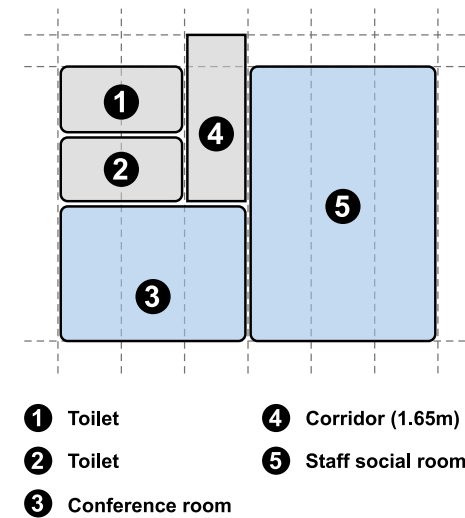 1
2
4
5
3
1 Toilet
2 Toilet
3 Conference room
4 Corridor (1.65m)
5 Staff social room